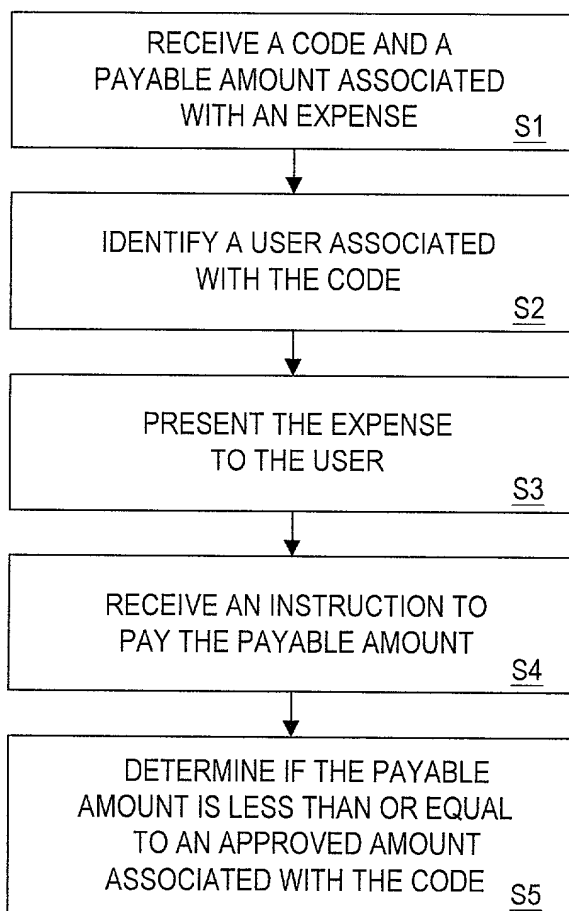 RECEIVE A CODE AND A
PAYABLE AMOUNT ASSOCIATED
WITH AN EXPENSE
S1
IDENTIFY A USER ASSOCIATED
WITH THE CODE
S2
PRESENT THE EXPENSE
TO THE USER
S3
RECEIVE AN INSTRUCTION TO
PAY THE PAYABLE AMOUNT
S4
DETERMINE IF THE PAYABLE
AMOUNT IS LESS THAN OR EQUAL
TO AN APPROVED AMOUNT
ASSOCIATED WITH THE CODE
S5